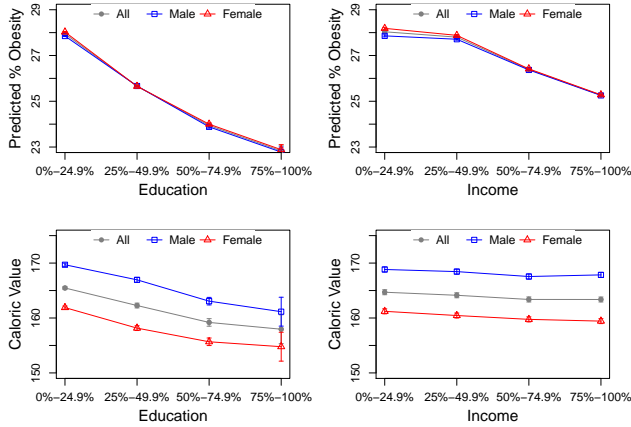 All Male Female
Predicted % Obesity
29
27
25
23
0%−24.9% 25%−49.9% 50%−74.9% 75%−100%
Education
All Male Female
Predicted % Obesity
29
27
25
23
0%−24.9% 25%−49.9% 50%−74.9% 75%−100%
Income
All Male Female
Caloric Value
170
160
150
0%−24.9% 25%−49.9% 50%−74.9% 75%−100%
Education
All Male Female
Caloric Value
170
160
150
0%−24.9% 25%−49.9% 50%−74.9% 75%−100%
Income